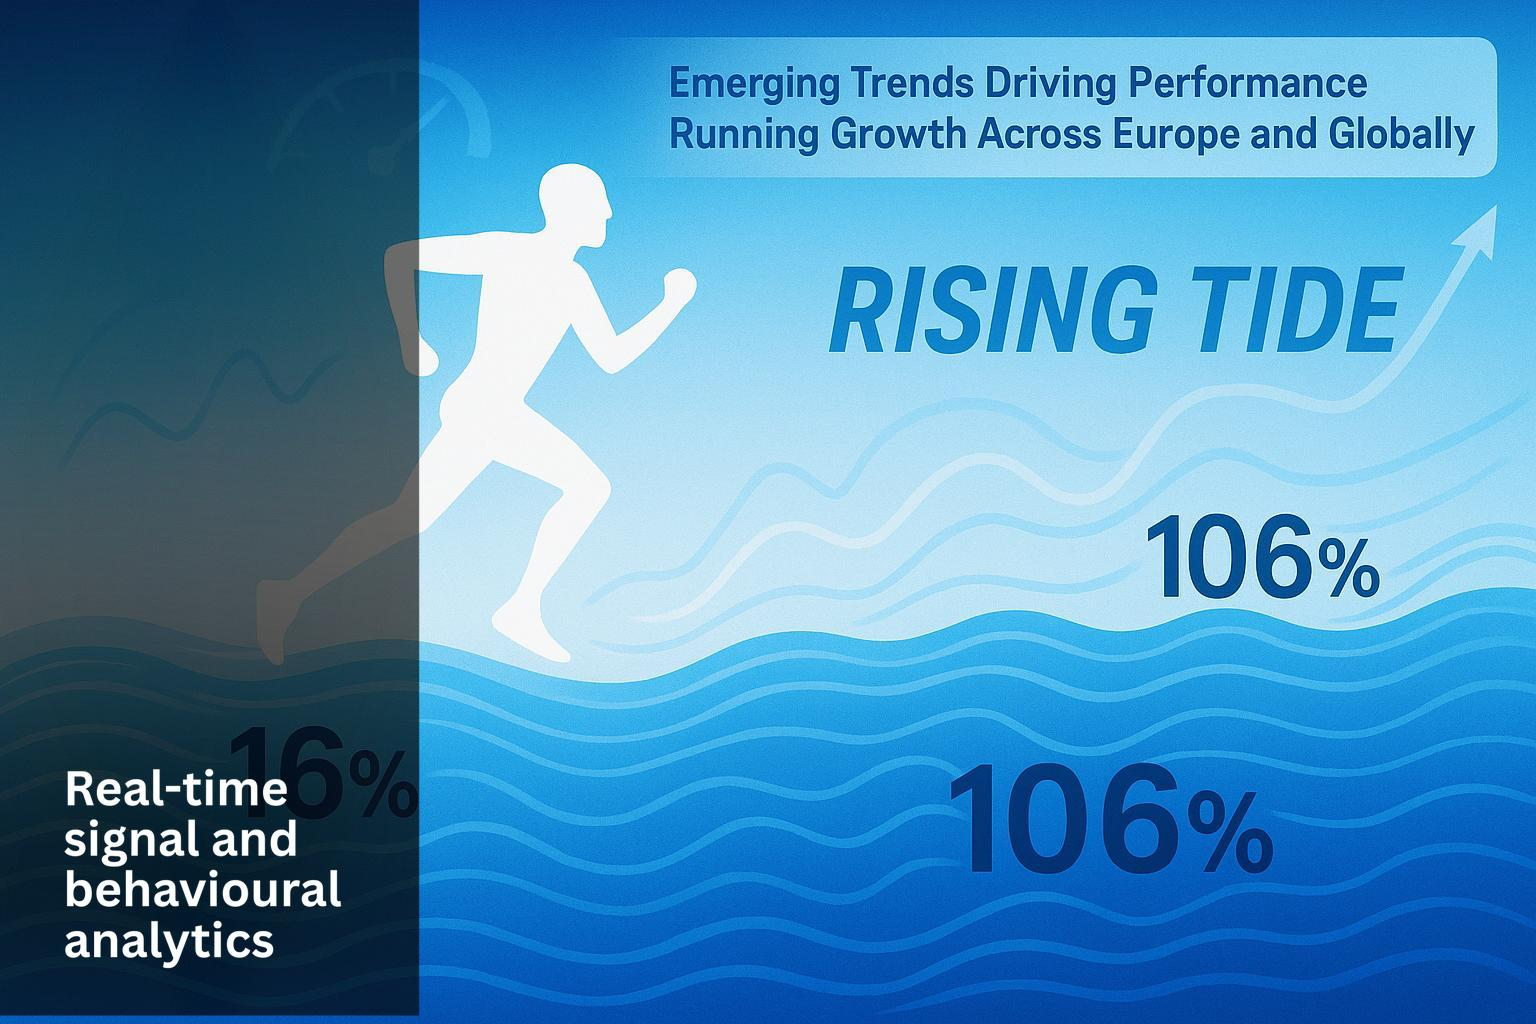 Emerging Trends Driving Performance
Running Growth Across Europe and Globally
RISING TIDE
106%
16%
106%
Real-time
signal and
behavioural
analytics